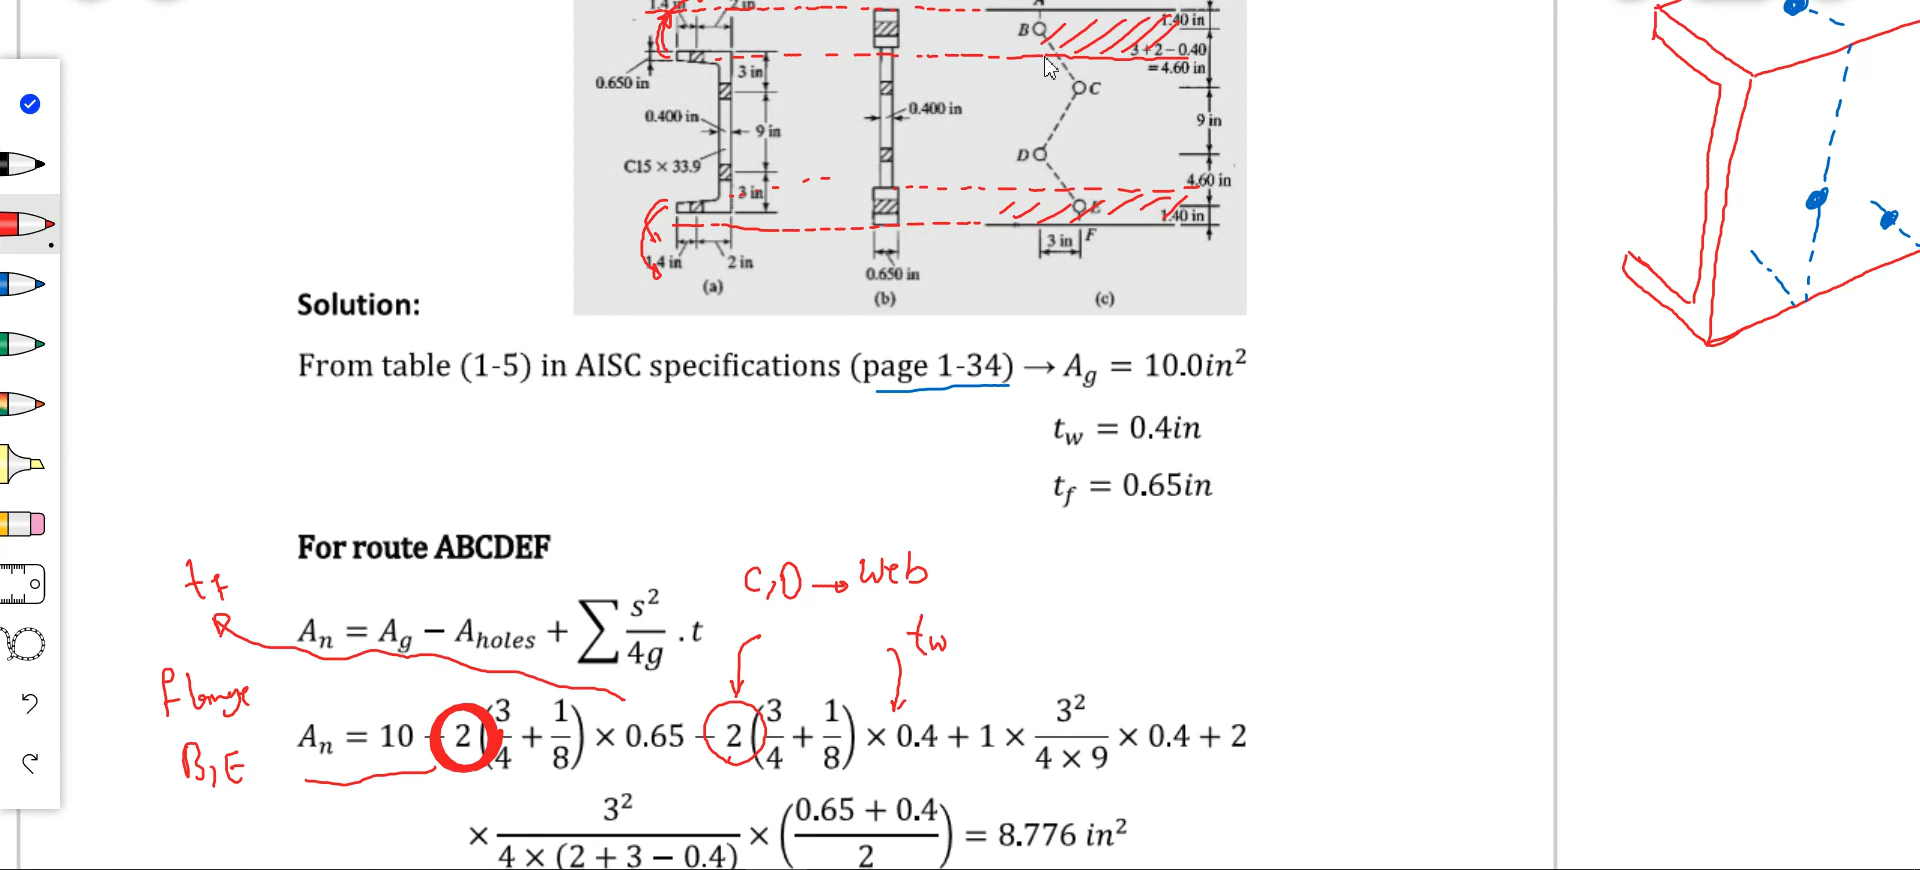 1.4 in 2 in
B 1.40 in
3 + 2 − 0.40
= 4.60 in
0.650 in 3 in
C
0.400 in 9 in 0.400 in 9 in
D
C15 × 33.9
3 in 4.60 in
E 1.40 in
3 in F
1.4 in 2 in 0.650 in
(a) (b) (c)
Solution:
From table (1-5) in AISC specifications (page 1-34) → A_g = 10.0in²
t_w = 0.4in
t_f = 0.65in
For route ABCDEF
t_f
C,D → web
A_n = A_g − A_holes + ∑ s²/4g . t
t_w
Flange
A_n = 10 − 2(3/4 + 1/8) × 0.65 − 2(3/4 + 1/8) × 0.4 + 1 × 3²/(4 × 9) × 0.4 + 2
B,E
× 3²/(4 × (2 + 3 − 0.4)) × ((0.65 + 0.4)/2) = 8.776 in²